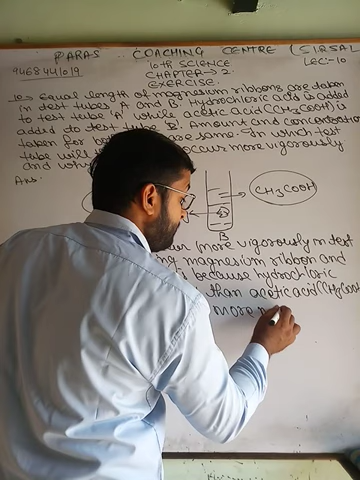 PARAS COACHING CENTRE (SIRSA)
10TH SCIENCE
LEC:-10
9468441019
CHAPTER→2
EXERCISE.
10→ Equal length of magnesium ribbons are taken
in test tubes A and B. Hydrochloric acid is added
to test tube 'A' while acetic acid (CH3COOH) is
added to test tube B. Amount and concentration
taken for both are same. In which test
tube will occur more vigorously
and why
Ans:
CH3COOH
B
more vigorously in test
magnesium ribbon and
is because hydrochloric
than acetic acid (CH3COOH)
more